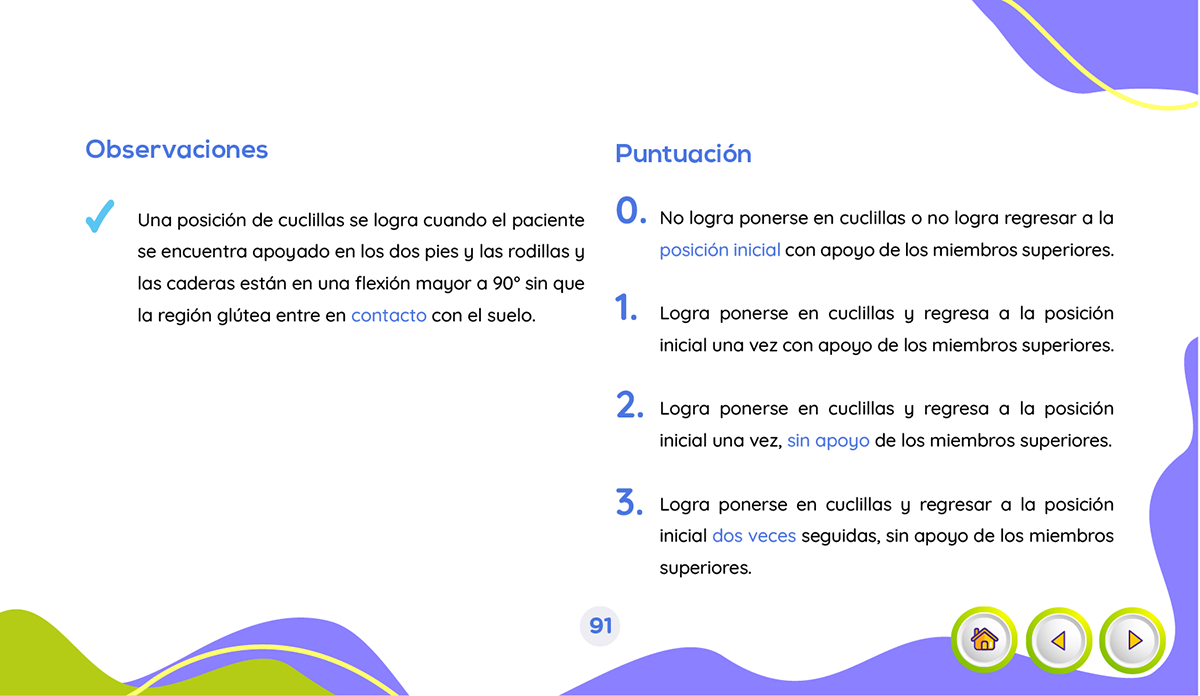 Observaciones
Una posición de cuclillas se logra cuando el paciente
se encuentra apoyado en los dos pies y las rodillas y
las caderas están en una flexión mayor a 90° sin que
la región glútea entre en contacto con el suelo.
Puntuación
0. No logra ponerse en cuclillas o no logra regresar a la
posición inicial con apoyo de los miembros superiores.
1. Logra ponerse en cuclillas y regresa a la posición
inicial una vez con apoyo de los miembros superiores.
2. Logra ponerse en cuclillas y regresa a la posición
inicial una vez, sin apoyo de los miembros superiores.
3. Logra ponerse en cuclillas y regresar a la posición
inicial dos veces seguidas, sin apoyo de los miembros
superiores.
91